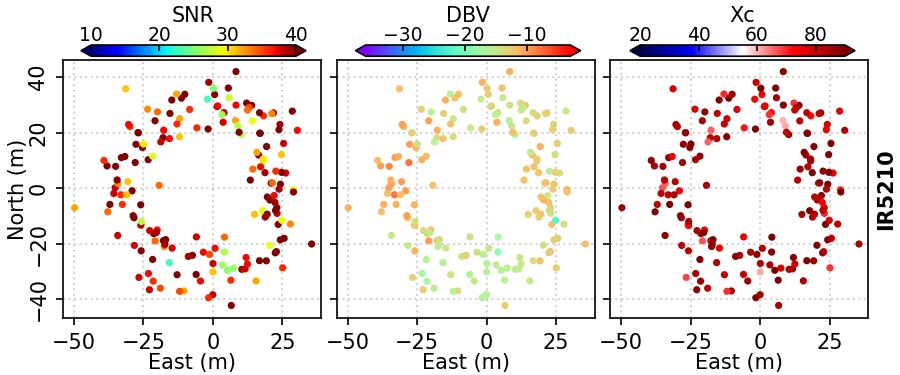 SNR
DBV
Xc
10 20 30 40
−30 −20 −10
20 40 60 80
North (m)
40
20
0
−20
−40
−50 −25 0 25
−50 −25 0 25
−50 −25 0 25
East (m)
East (m)
East (m)
IR5210